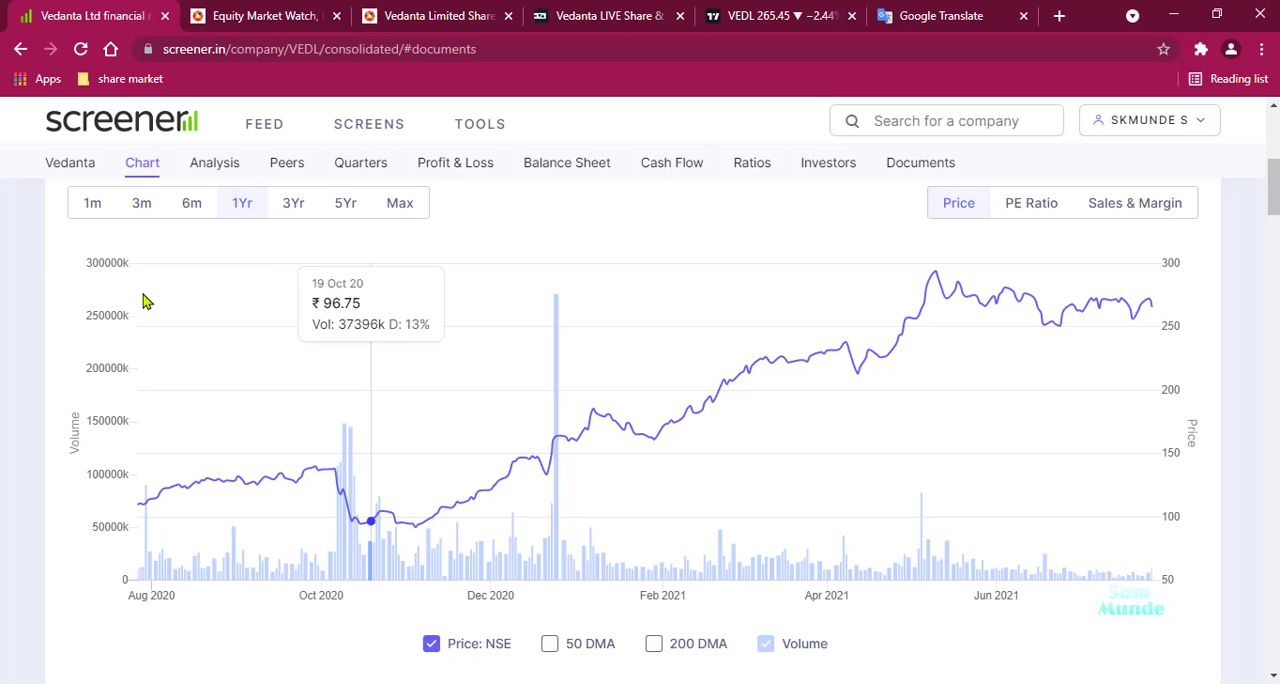 Vedanta Ltd financial r
Equity Market Watch,
Vedanta Limited Share
Vedanta LIVE Share &
VEDL 265.45 ▼ −2.44%
Google Translate
screener.in/company/VEDL/consolidated/#documents
Apps
share market
Reading list
screener
FEED
SCREENS
TOOLS
Search for a company
SKMUNDE S
Vedanta
Chart
Analysis
Peers
Quarters
Profit & Loss
Balance Sheet
Cash Flow
Ratios
Investors
Documents
1m
3m
6m
1Yr
3Yr
5Yr
Max
Price
PE Ratio
Sales & Margin
300000k
250000k
200000k
150000k
100000k
50000k
0
Volume
19 Oct 20
₹ 96.75
Vol: 37396k D: 13%
300
250
200
150
100
50
Price
Aug 2020
Oct 2020
Dec 2020
Feb 2021
Apr 2021
Jun 2021
Sam
Munde
Price: NSE
50 DMA
200 DMA
Volume